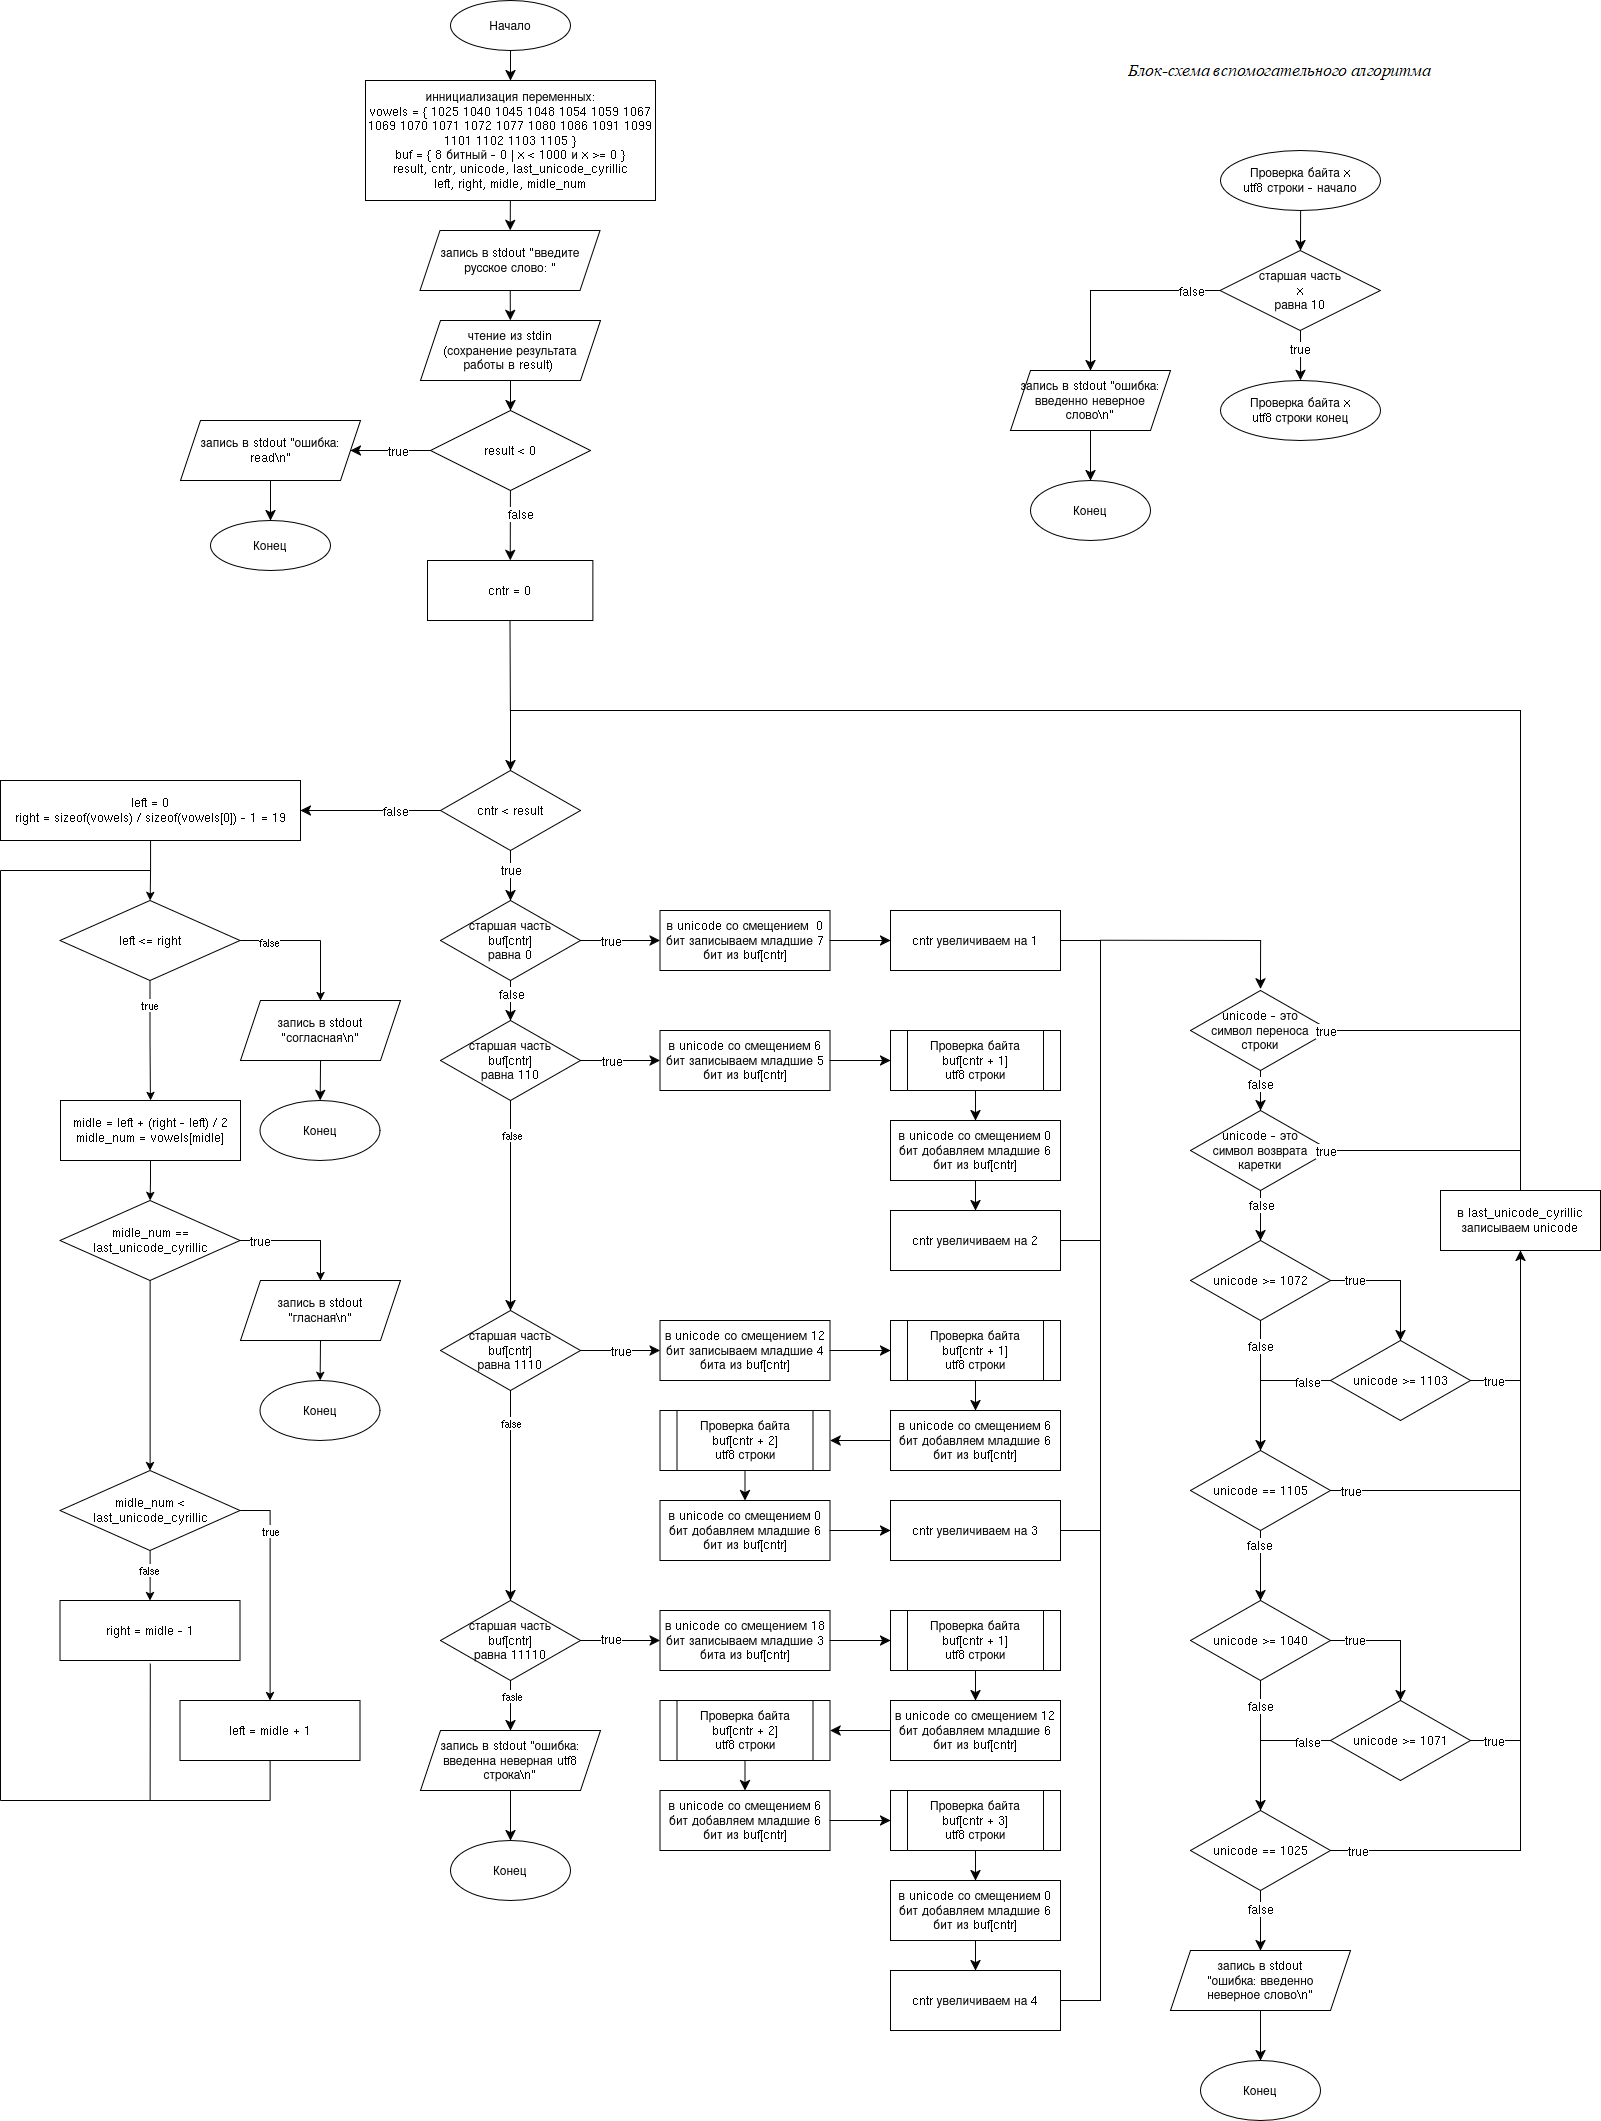 Начало
Блок-схема вспомогательного алгоритма
иннициализация переменных:
vowels = { 1025 1040 1045 1048 1054 1059 1067
1069 1070 1071 1072 1077 1080 1086 1091 1099
1101 1102 1103 1105 }
buf = { 8 битный - 0 | x < 1000 и x >= 0 }
result, cntr, unicode, last_unicode_cyrillic
left, right, midle, midle_num
запись в stdout "введите
русское слово: "
чтение из stdin
(сохранение результата
работы в result)
result < 0
true
запись в stdout "ошибка:
read\n"
Конец
false
cntr = 0
Проверка байта x
utf8 строки - начало
старшая часть
x
равна 10
false
true
запись в stdout "ошибка:
введенно неверное
слово\n"
Конец
Проверка байта x
utf8 строки конец
cntr < result
false
true
left = 0
right = sizeof(vowels) / sizeof(vowels[0]) - 1 = 19
left <= right
false
true
запись в stdout
"согласная\n"
Конец
midle = left + (right - left) / 2
midle_num = vowels[midle]
midle_num ==
last_unicode_cyrillic
true
запись в stdout
"гласная\n"
Конец
midle_num <
last_unicode_cyrillic
true
false
right = midle - 1
left = midle + 1
старшая часть
buf[cntr]
равна 0
true
false
в unicode со смещением 0
бит записываем младшие 7
бит из buf[cntr]
cntr увеличиваем на 1
старшая часть
buf[cntr]
равна 110
true
false
в unicode со смещением 6
бит записываем младшие 5
бит из buf[cntr]
Проверка байта
buf[cntr + 1]
utf8 строки
в unicode со смещением 0
бит добавляем младшие 6
бит из buf[cntr]
cntr увеличиваем на 2
старшая часть
buf[cntr]
равна 1110
true
false
в unicode со смещением 12
бит записываем младшие 4
бита из buf[cntr]
Проверка байта
buf[cntr + 1]
utf8 строки
в unicode со смещением 6
бит добавляем младшие 6
бит из buf[cntr]
Проверка байта
buf[cntr + 2]
utf8 строки
в unicode со смещением 0
бит добавляем младшие 6
бит из buf[cntr]
cntr увеличиваем на 3
старшая часть
buf[cntr]
равна 11110
true
fasle
в unicode со смещением 18
бит записываем младшие 3
бита из buf[cntr]
Проверка байта
buf[cntr + 1]
utf8 строки
в unicode со смещением 12
бит добавляем младшие 6
бит из buf[cntr]
Проверка байта
buf[cntr + 2]
utf8 строки
в unicode со смещением 6
бит добавляем младшие 6
бит из buf[cntr]
Проверка байта
buf[cntr + 3]
utf8 строки
в unicode со смещением 0
бит добавляем младшие 6
бит из buf[cntr]
cntr увеличиваем на 4
запись в stdout "ошибка:
введенна неверная utf8
строка\n"
Конец
unicode - это
символ переноса
строки
true
false
unicode - это
символ возврата
каретки
true
false
в last_unicode_cyrillic
записываем unicode
unicode >= 1072
true
false
unicode >= 1103
false
true
unicode == 1105
true
false
unicode >= 1040
true
false
unicode >= 1071
false
true
unicode == 1025
true
false
запись в stdout
"ошибка: введенно
неверное слово\n"
Конец